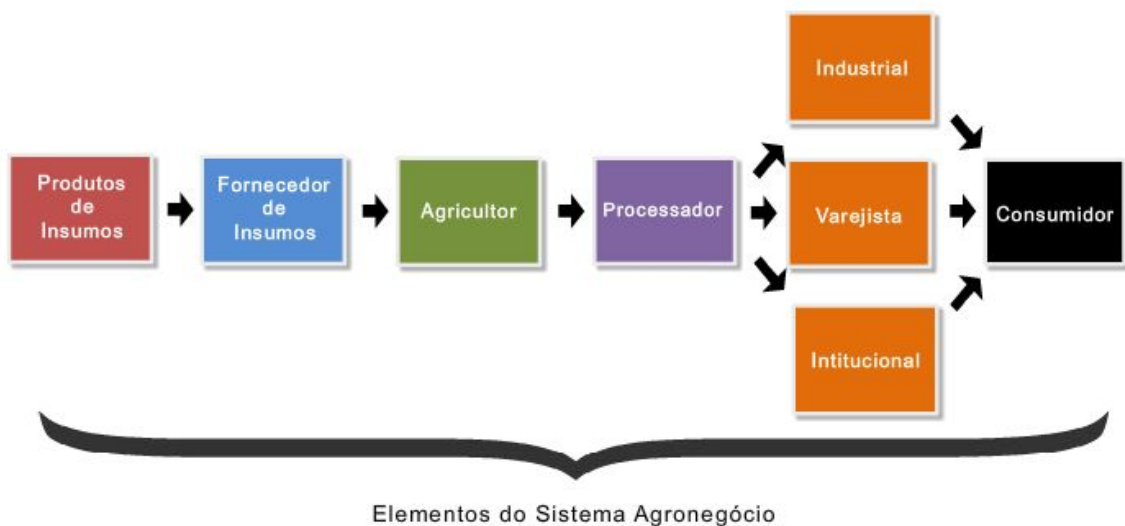 Industrial
Produtos
de
Insumos
Fornecedor
de
Insumos
Agricultor
Processador
Varejista
Consumidor
Intitucional
Elementos do Sistema Agronegócio